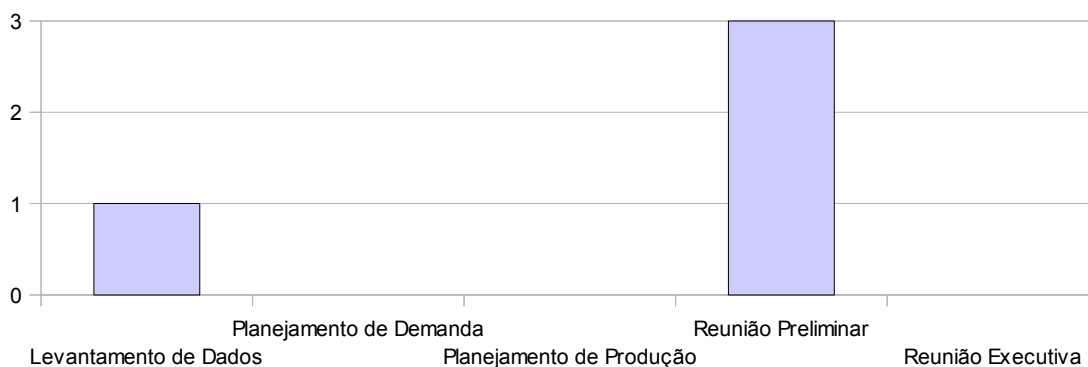 3
2
1
0
Planejamento de Demanda Reunião Preliminar
Levantamento de Dados Planejamento de Produção Reunião Executiva